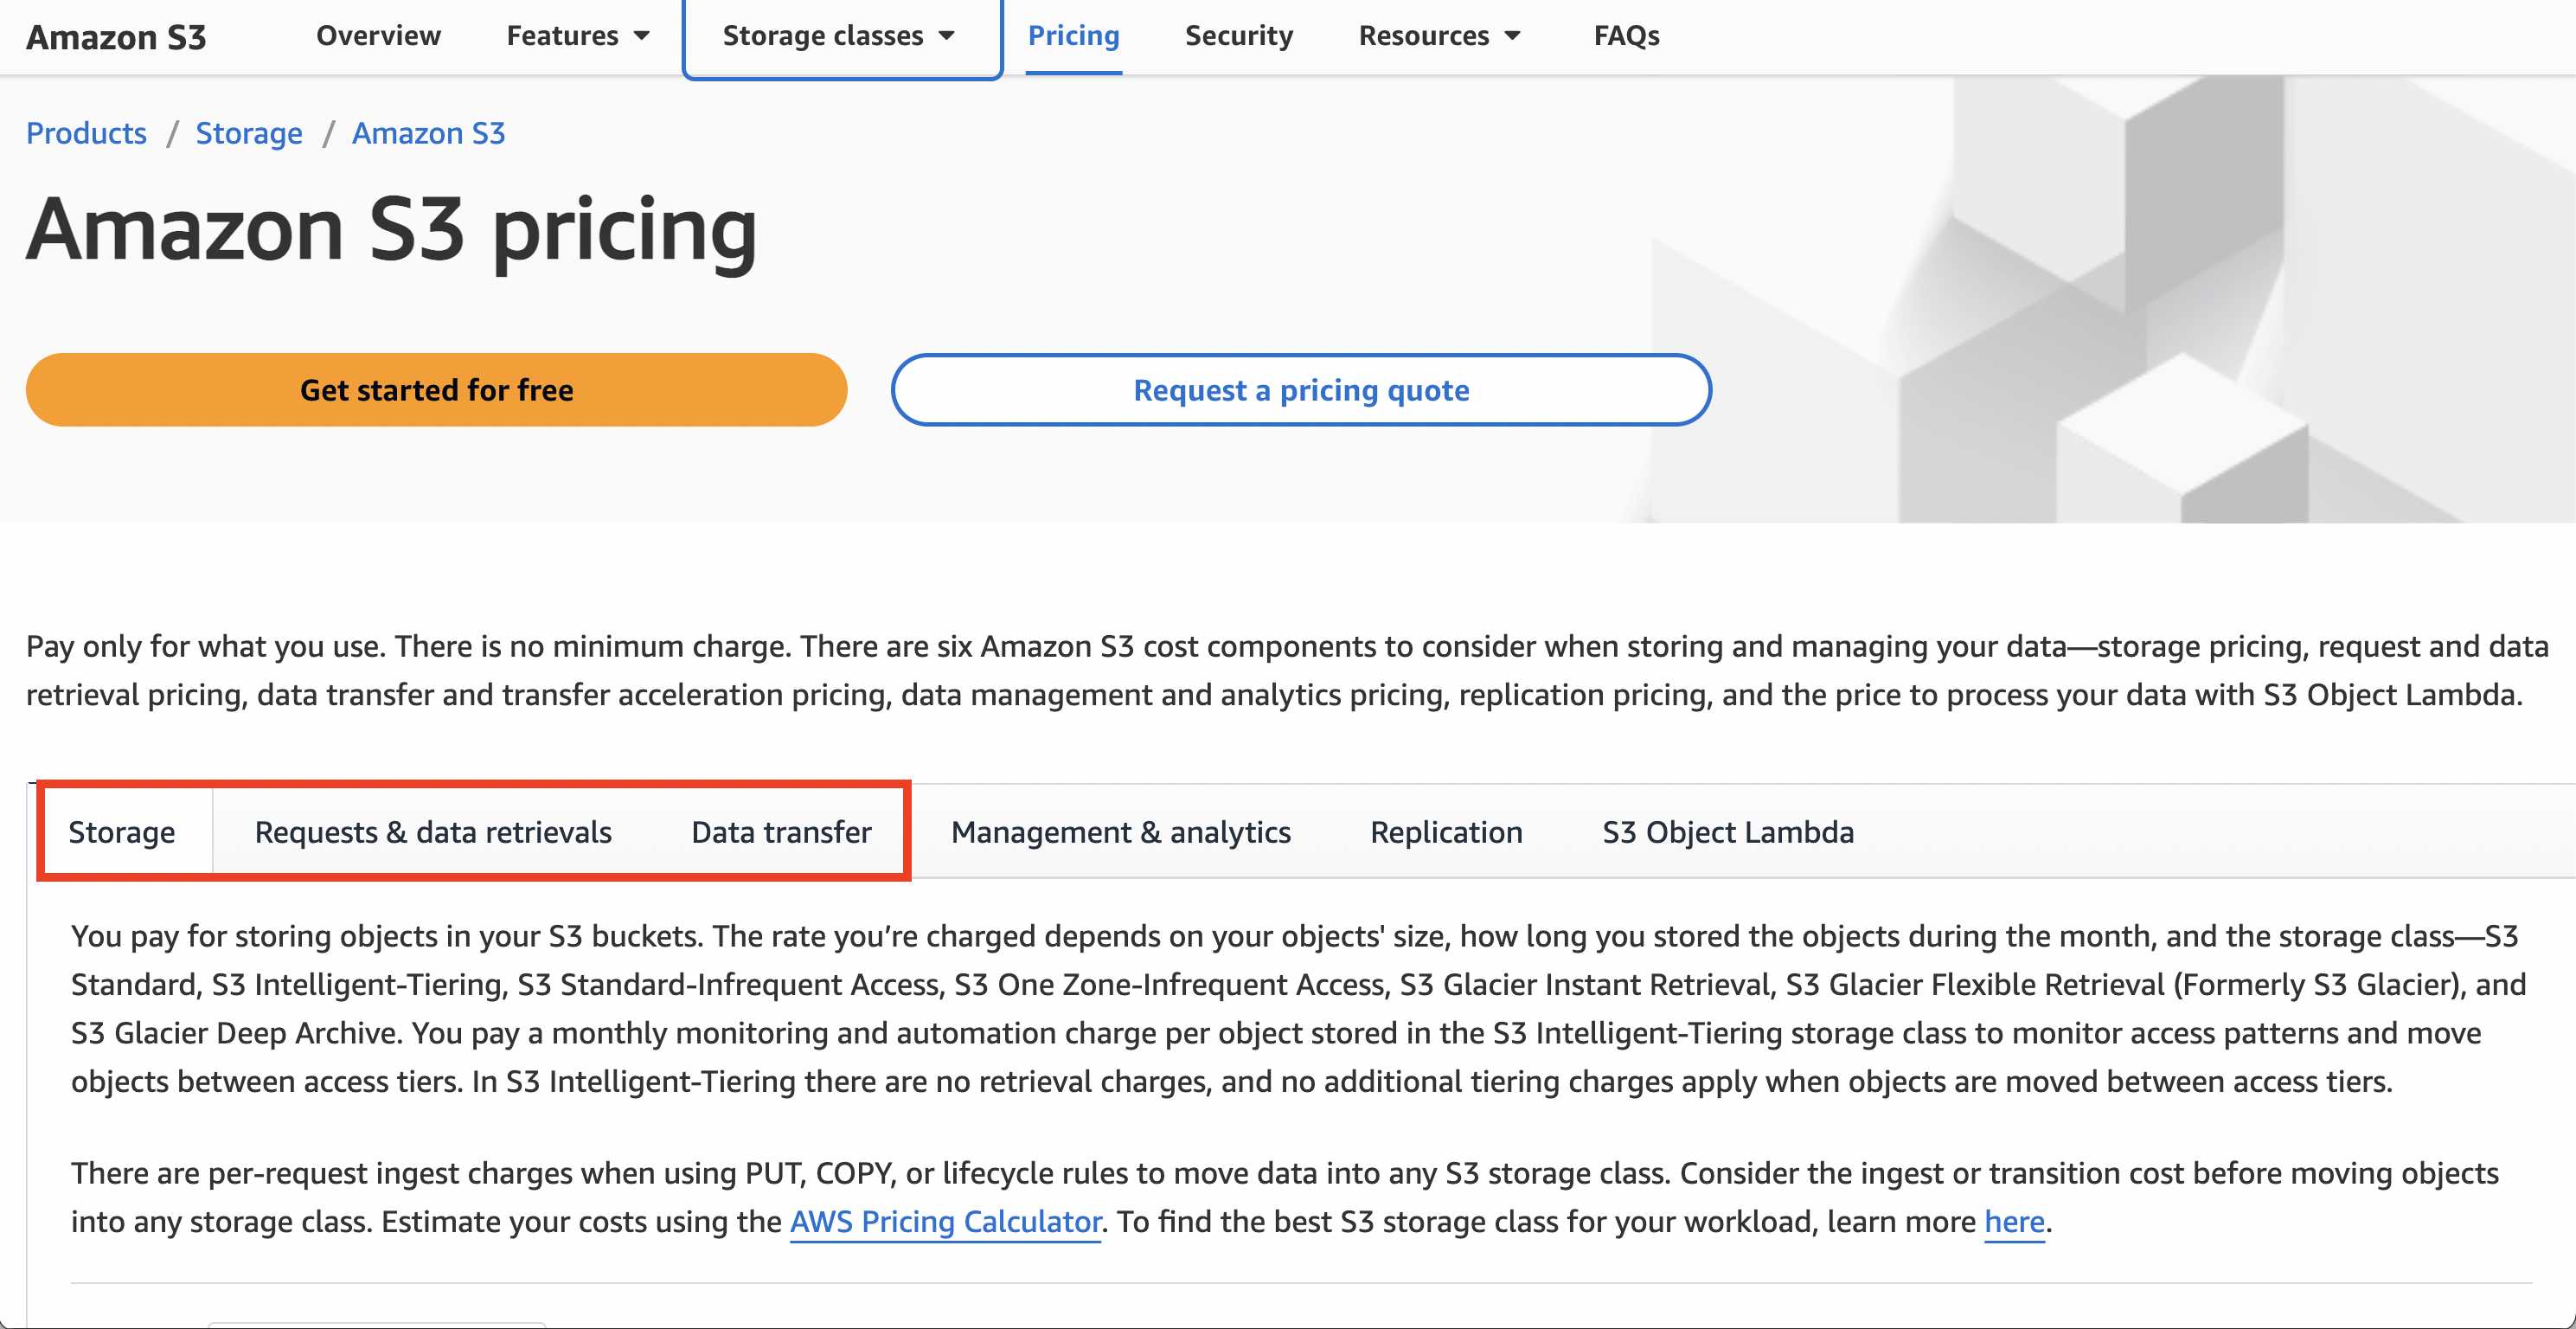 Amazon S3 Overview Features Storage classes Pricing Security Resources FAQs
Products / Storage / Amazon S3
Amazon S3 pricing
Get started for free Request a pricing quote
Pay only for what you use. There is no minimum charge. There are six Amazon S3 cost components to consider when storing and managing your data—storage pricing, request and data
retrieval pricing, data transfer and transfer acceleration pricing, data management and analytics pricing, replication pricing, and the price to process your data with S3 Object Lambda.
Storage Requests & data retrievals Data transfer Management & analytics Replication S3 Object Lambda
You pay for storing objects in your S3 buckets. The rate you’re charged depends on your objects' size, how long you stored the objects during the month, and the storage class—S3
Standard, S3 Intelligent-Tiering, S3 Standard-Infrequent Access, S3 One Zone-Infrequent Access, S3 Glacier Instant Retrieval, S3 Glacier Flexible Retrieval (Formerly S3 Glacier), and
S3 Glacier Deep Archive. You pay a monthly monitoring and automation charge per object stored in the S3 Intelligent-Tiering storage class to monitor access patterns and move
objects between access tiers. In S3 Intelligent-Tiering there are no retrieval charges, and no additional tiering charges apply when objects are moved between access tiers.
There are per-request ingest charges when using PUT, COPY, or lifecycle rules to move data into any S3 storage class. Consider the ingest or transition cost before moving objects
into any storage class. Estimate your costs using the AWS Pricing Calculator. To find the best S3 storage class for your workload, learn more here.